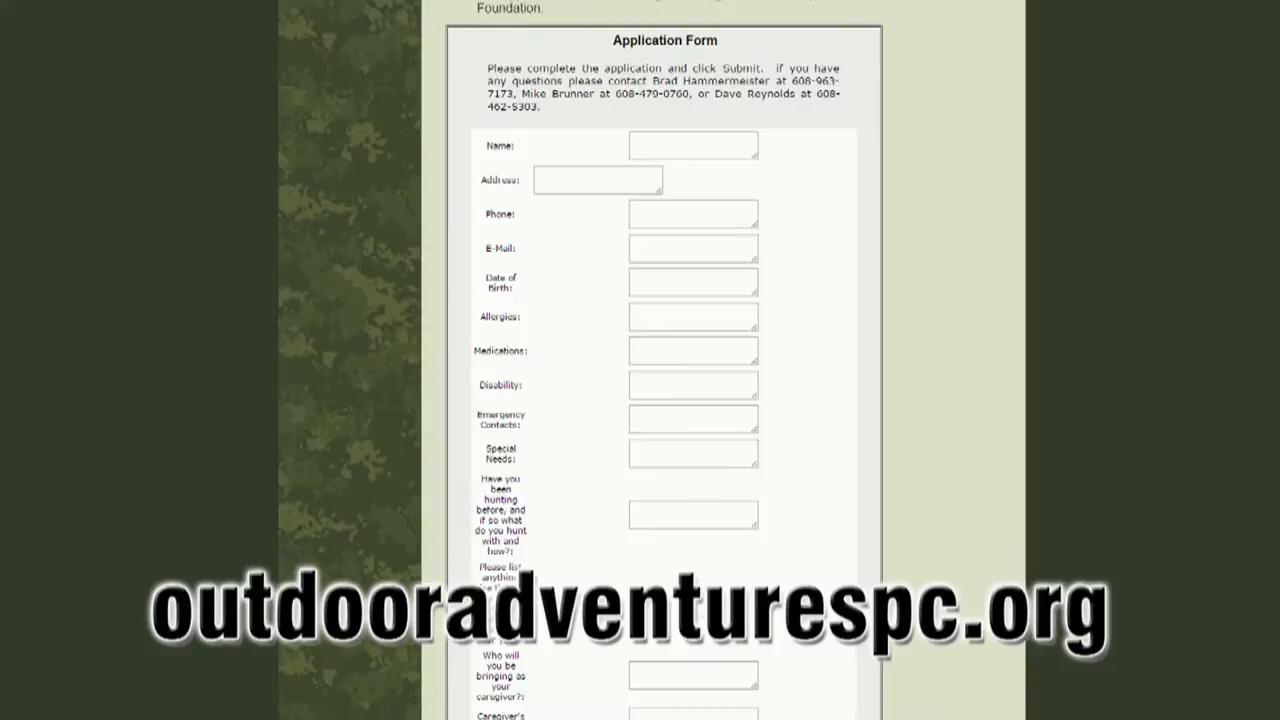 Foundation.
Application Form
Please complete the application and click Submit. if you have
any questions please contact Brad Hammermeister at 608-963-
7173, Mike Brunner at 608-479-0760, or Dave Reynolds at 608-
462-5303.
Name:
Address:
Phone:
E-Mail:
Date of
Birth:
Allergies:
Medications:
Disability:
Emergency
Contacts:
Special
Needs:
Have you
been
hunting
before, and
if so what
do you hunt
with and
how?:
Please list
anything
outdooradventurespc.org
Who will
you be
bringing as
your
caregiver?:
Caregiver's